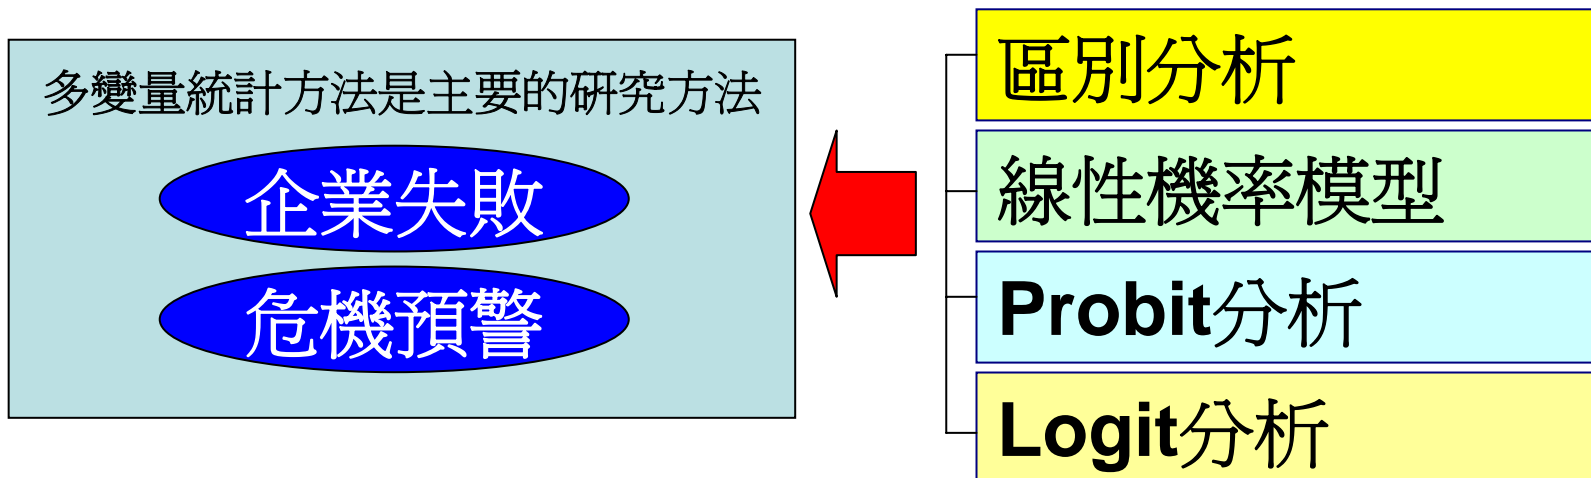 多變量統計方法是主要的研究方法
企業失敗
危機預警
區別分析
線性機率模型
Probit分析
Logit分析